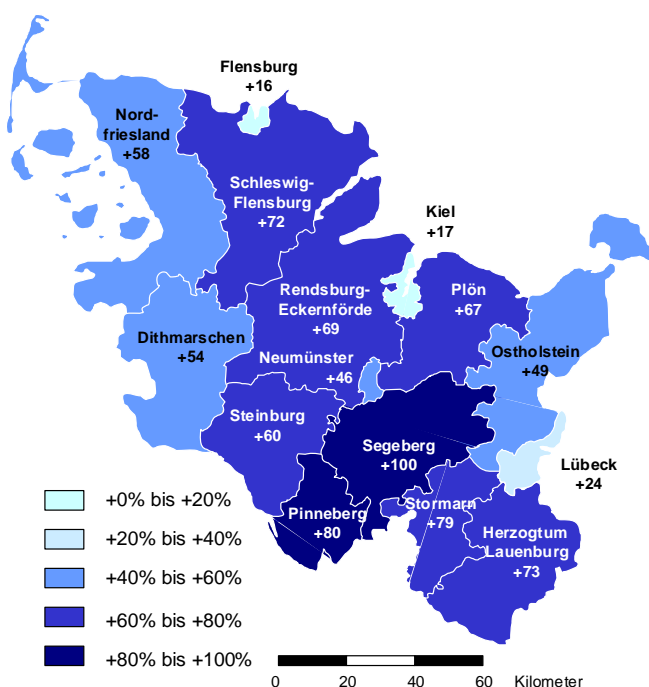 Flensburg
+16
Nord-
friesland
+58
Schleswig-
Flensburg
+72
Kiel
+17
Rendsburg-
Eckernförde
+69
Plön
+67
Dithmarschen
+54
Ostholstein
+49
Neumünster
+46
Steinburg
+60
Segeberg
+100
Lübeck
+24
Pinneberg
+80
Stormarn
+79
Herzogtum
Lauenburg
+73
+0% bis +20%
+20% bis +40%
+40% bis +60%
+60% bis +80%
+80% bis +100%
0 20 40 60 Kilometer